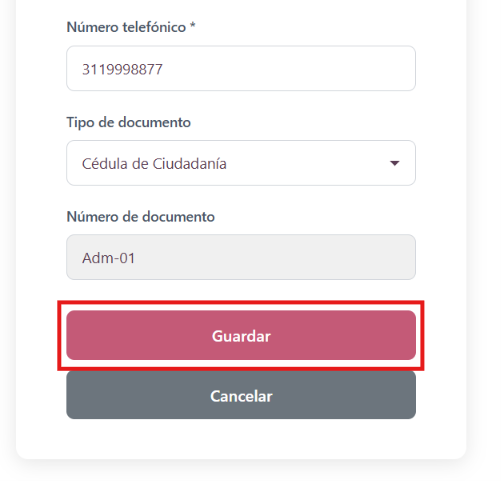 Número telefónico *
3119998877
Tipo de documento
Cédula de Ciudadanía
Número de documento
Adm-01
Guardar
Cancelar